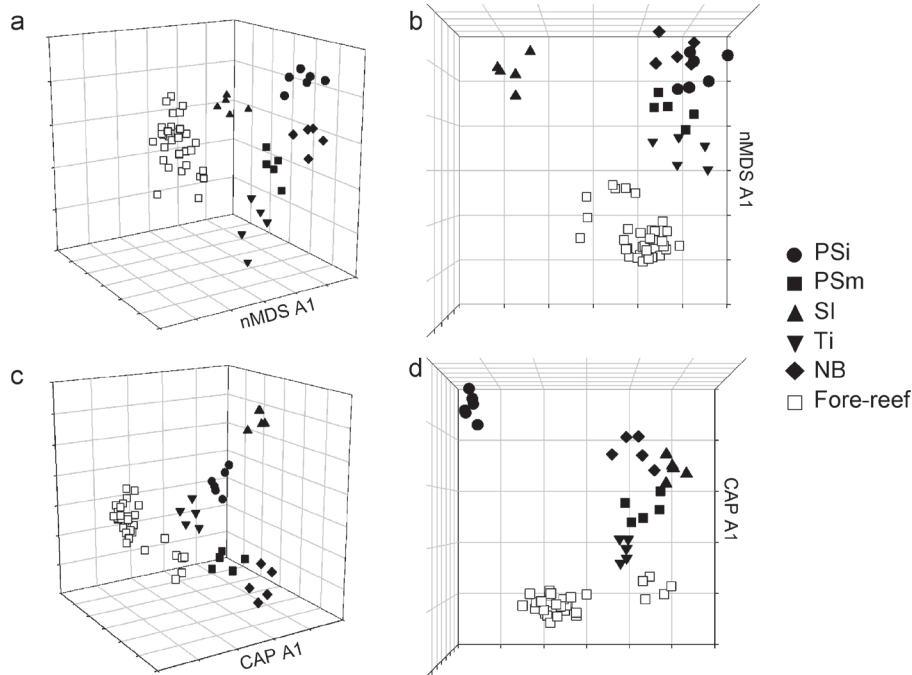 a
nMDS A1
b
nMDS A1
c
CAP A1
d
CAP A1
PSi
PSm
SI
Ti
NB
Fore-reef